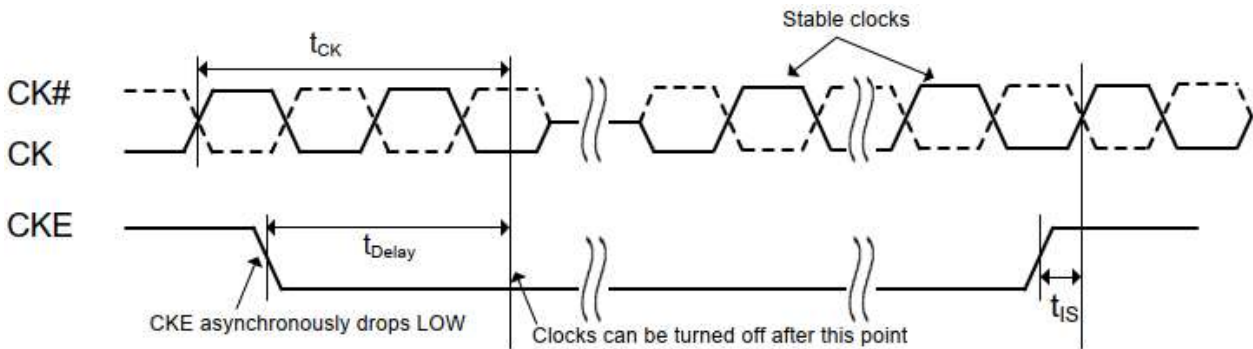 Stable clocks
tCK
CK#
CK
CKE
tDelay
tIS
CKE asynchronously drops LOW
Clocks can be turned off after this point